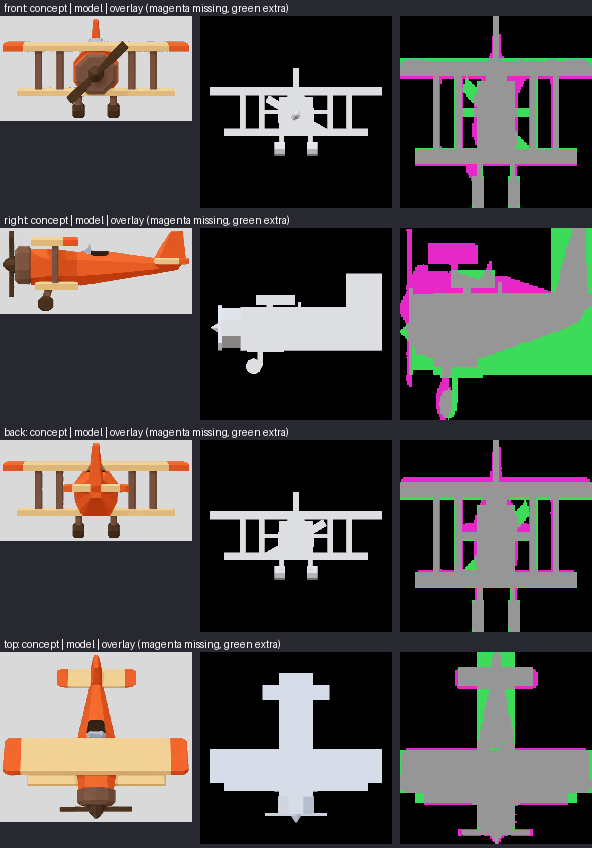 front: concept | model | overlay (magenta missing, green extra)
right: concept | model | overlay (magenta missing, green extra)
back: concept | model | overlay (magenta missing, green extra)
top: concept | model | overlay (magenta missing, green extra)